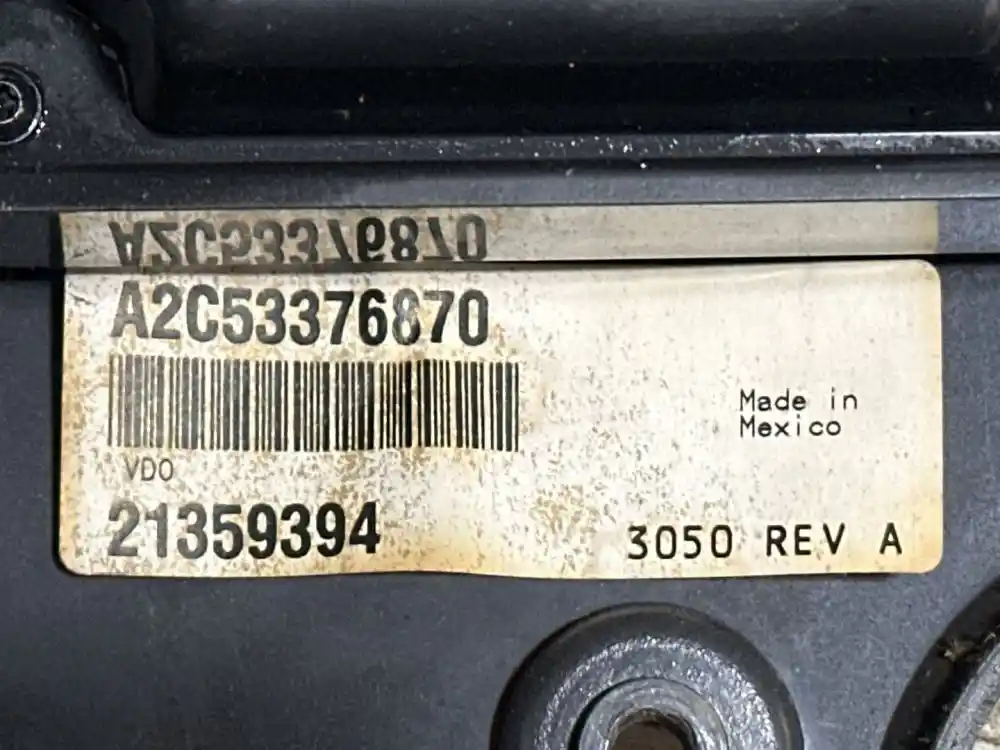 A2C53376870
A2C53376870
VDO
21359394
Made in
Mexico
3050 REV A